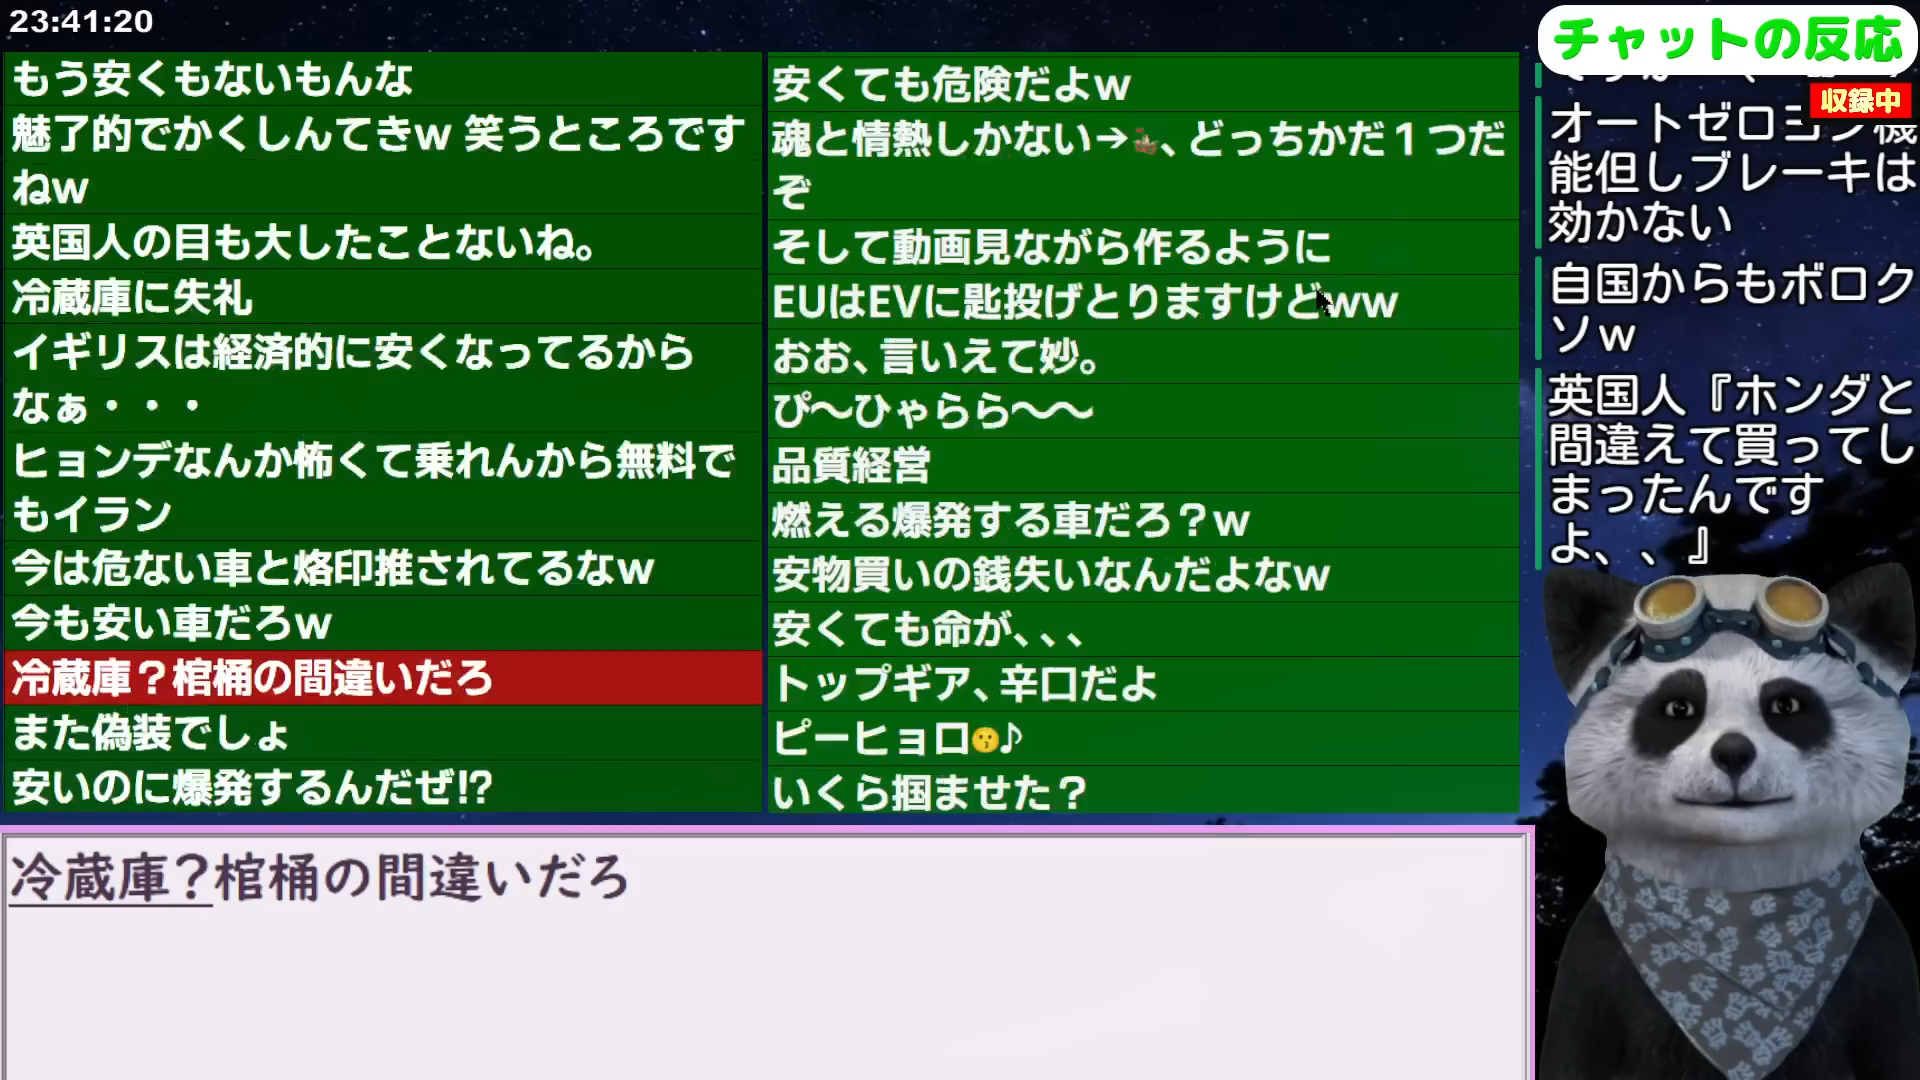 23:41:20
もう安くもないもんな
魅了的でかくしんてきw 笑うところです
ねw
英国人の目も大したことないね。
冷蔵庫に失礼
イギリスは経済的に安くなってるから
なぁ・・・
ヒョンデなんか怖くて乗れんから無料で
もイラン
今は危ない車と烙印推されてるなw
今も安い車だろw
冷蔵庫？棺桶の間違いだろ
また偽装でしょ
安いのに爆発するんだぜ!?
安くても危険だよw
魂と情熱しかない→、どっちかだ１つだ
ぞ
そして動画見ながら作るように
EUはEVに匙投げとりますけどww
おお、言いえて妙。
ぴ〜ひゃらら〜〜
品質経営
燃える爆発する車だろ？w
安物買いの銭失いなんだよなw
安くても命が、、、
トップギア、辛口だよ
ピーヒョロ😗♪
いくら掴ませた？
チャットの反応
収録中
オートゼロヨン機
能但しブレーキは
効かない
自国からもボロク
ソw
英国人『ホンダと
間違えて買ってし
まったんです
よ、、』
冷蔵庫?棺桶の間違いだろ